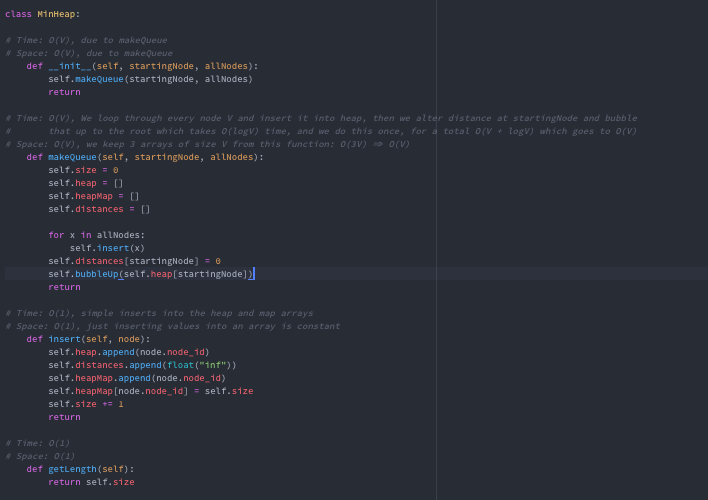 class MinHeap:
# Time: O(V), due to makeQueue
# Space: O(V), due to makeQueue
    def __init__(self, startingNode, allNodes):
        self.makeQueue(startingNode, allNodes)
        return
# Time: O(V), We loop through every node V and insert it into heap, then we alter distance at startingNode and bubble
#       that up to the root which takes O(logV) time, and we do this once, for a total O(V + logV) which goes to O(V)
# Space: O(V), we keep 3 arrays of size V from this function: O(3V) => O(V)
    def makeQueue(self, startingNode, allNodes):
        self.size = 0
        self.heap = []
        self.heapMap = []
        self.distances = []
        for x in allNodes:
            self.insert(x)
        self.distances[startingNode] = 0
        self.bubbleUp(self.heap[startingNode])
        return
# Time: O(1), simple inserts into the heap and map arrays
# Space: O(1), just inserting values into an array is constant
    def insert(self, node):
        self.heap.append(node.node_id)
        self.distances.append(float("inf"))
        self.heapMap.append(node.node_id)
        self.heapMap[node.node_id] = self.size
        self.size += 1
        return
# Time: O(1)
# Space: O(1)
    def getLength(self):
        return self.size